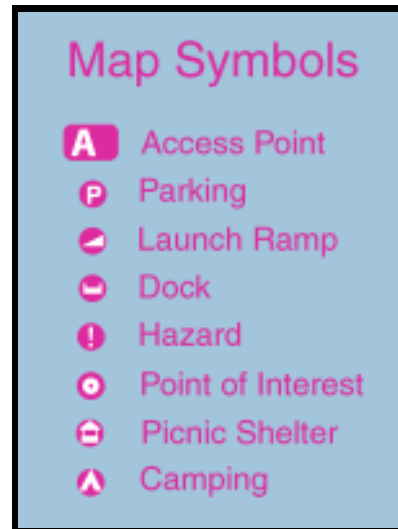 Map Symbols
A Access Point
P Parking
Launch Ramp
Dock
! Hazard
Point of Interest
Picnic Shelter
Camping